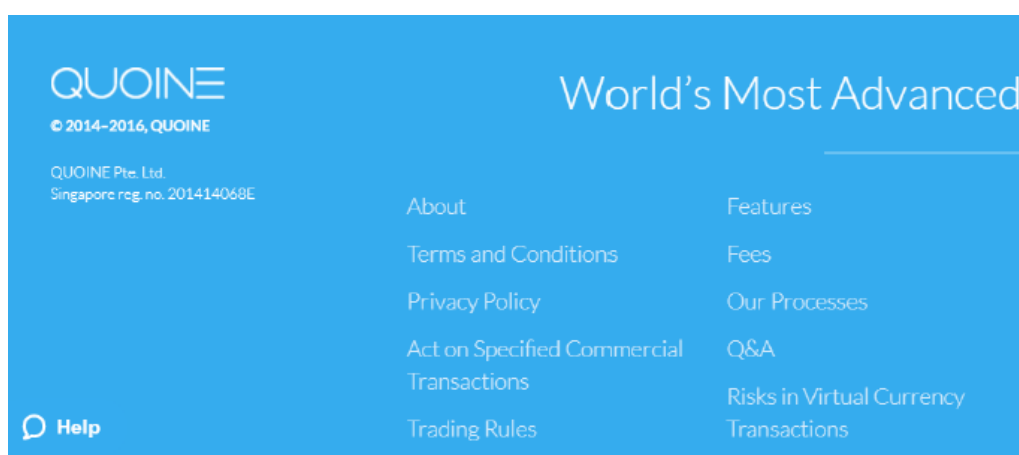 QUOINE
© 2014–2016, QUOINE
QUOINE Pte. Ltd.
Singapore reg. no. 201414068E
World's Most Advanced
About
Terms and Conditions
Privacy Policy
Act on Specified Commercial
Transactions
Trading Rules
Features
Fees
Our Processes
Q&A
Risks in Virtual Currency
Transactions
Help